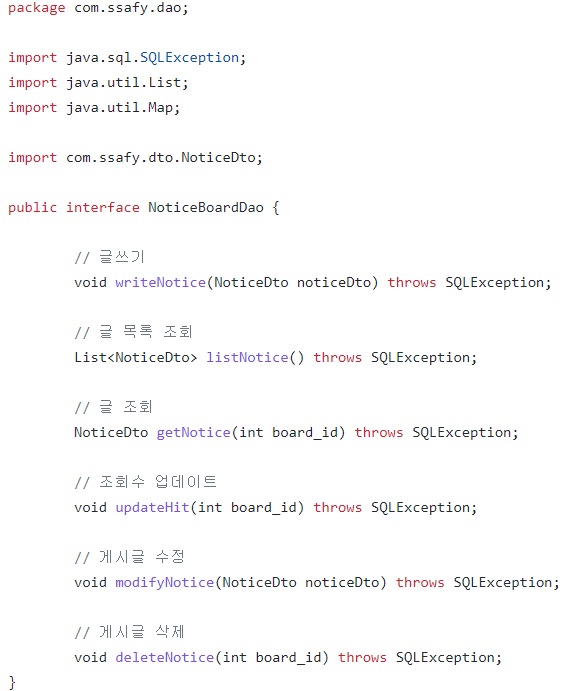 package com.ssafy.dao;
import java.sql.SQLException;
import java.util.List;
import java.util.Map;
import com.ssafy.dto.NoticeDto;
public interface NoticeBoardDao {
// 글쓰기
void writeNotice(NoticeDto noticeDto) throws SQLException;
// 글 목록 조회
List<NoticeDto> listNotice() throws SQLException;
// 글 조회
NoticeDto getNotice(int board_id) throws SQLException;
// 조회수 업데이트
void updateHit(int board_id) throws SQLException;
// 게시글 수정
void modifyNotice(NoticeDto noticeDto) throws SQLException;
// 게시글 삭제
void deleteNotice(int board_id) throws SQLException;
}